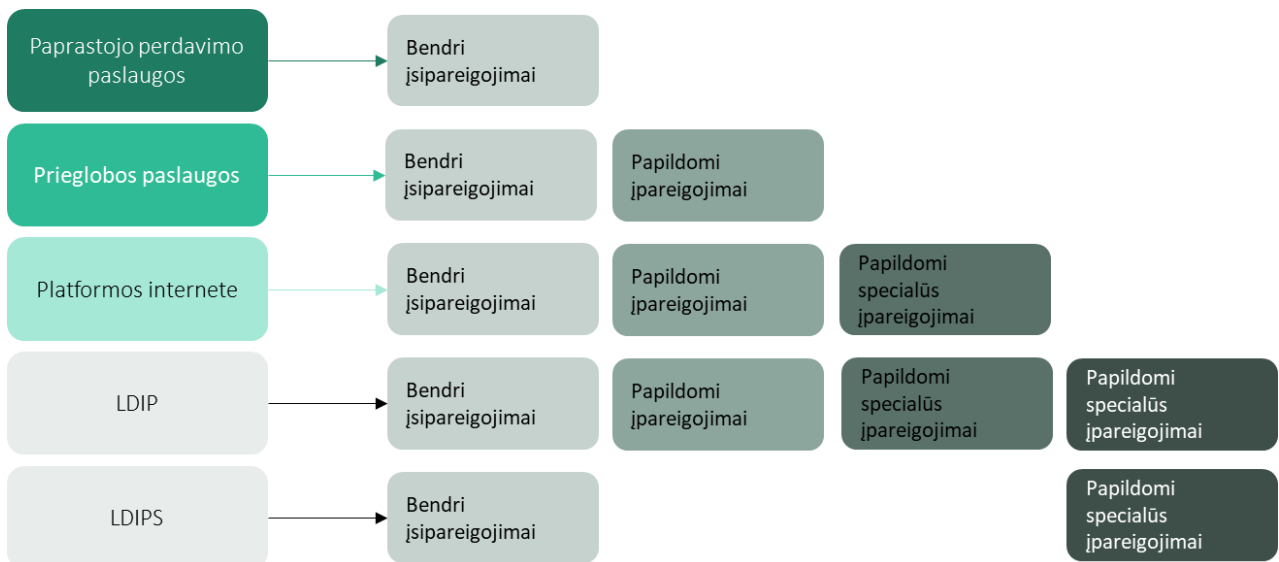 Paprastojo perdavimo
paslaugos
Bendri
įsipareigojimai
Prieglobos paslaugos
Bendri
įsipareigojimai
Papildomi
įpareigojimai
Platformos internete
Bendri
įsipareigojimai
Papildomi
įpareigojimai
Papildomi
specialūs
įpareigojimai
LDIP
Bendri
įsipareigojimai
Papildomi
įpareigojimai
Papildomi
specialūs
įpareigojimai
Papildomi
specialūs
įpareigojimai
LDIPS
Bendri
įsipareigojimai
Papildomi
specialūs
įpareigojimai